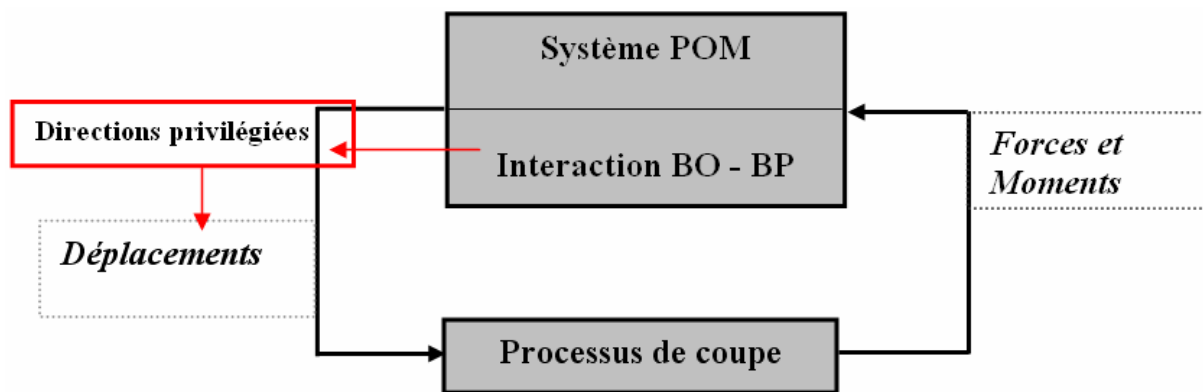 Système POM
Directions privilégiées
Interaction BO - BP
Forces et
Moments
Déplacements
Processus de coupe